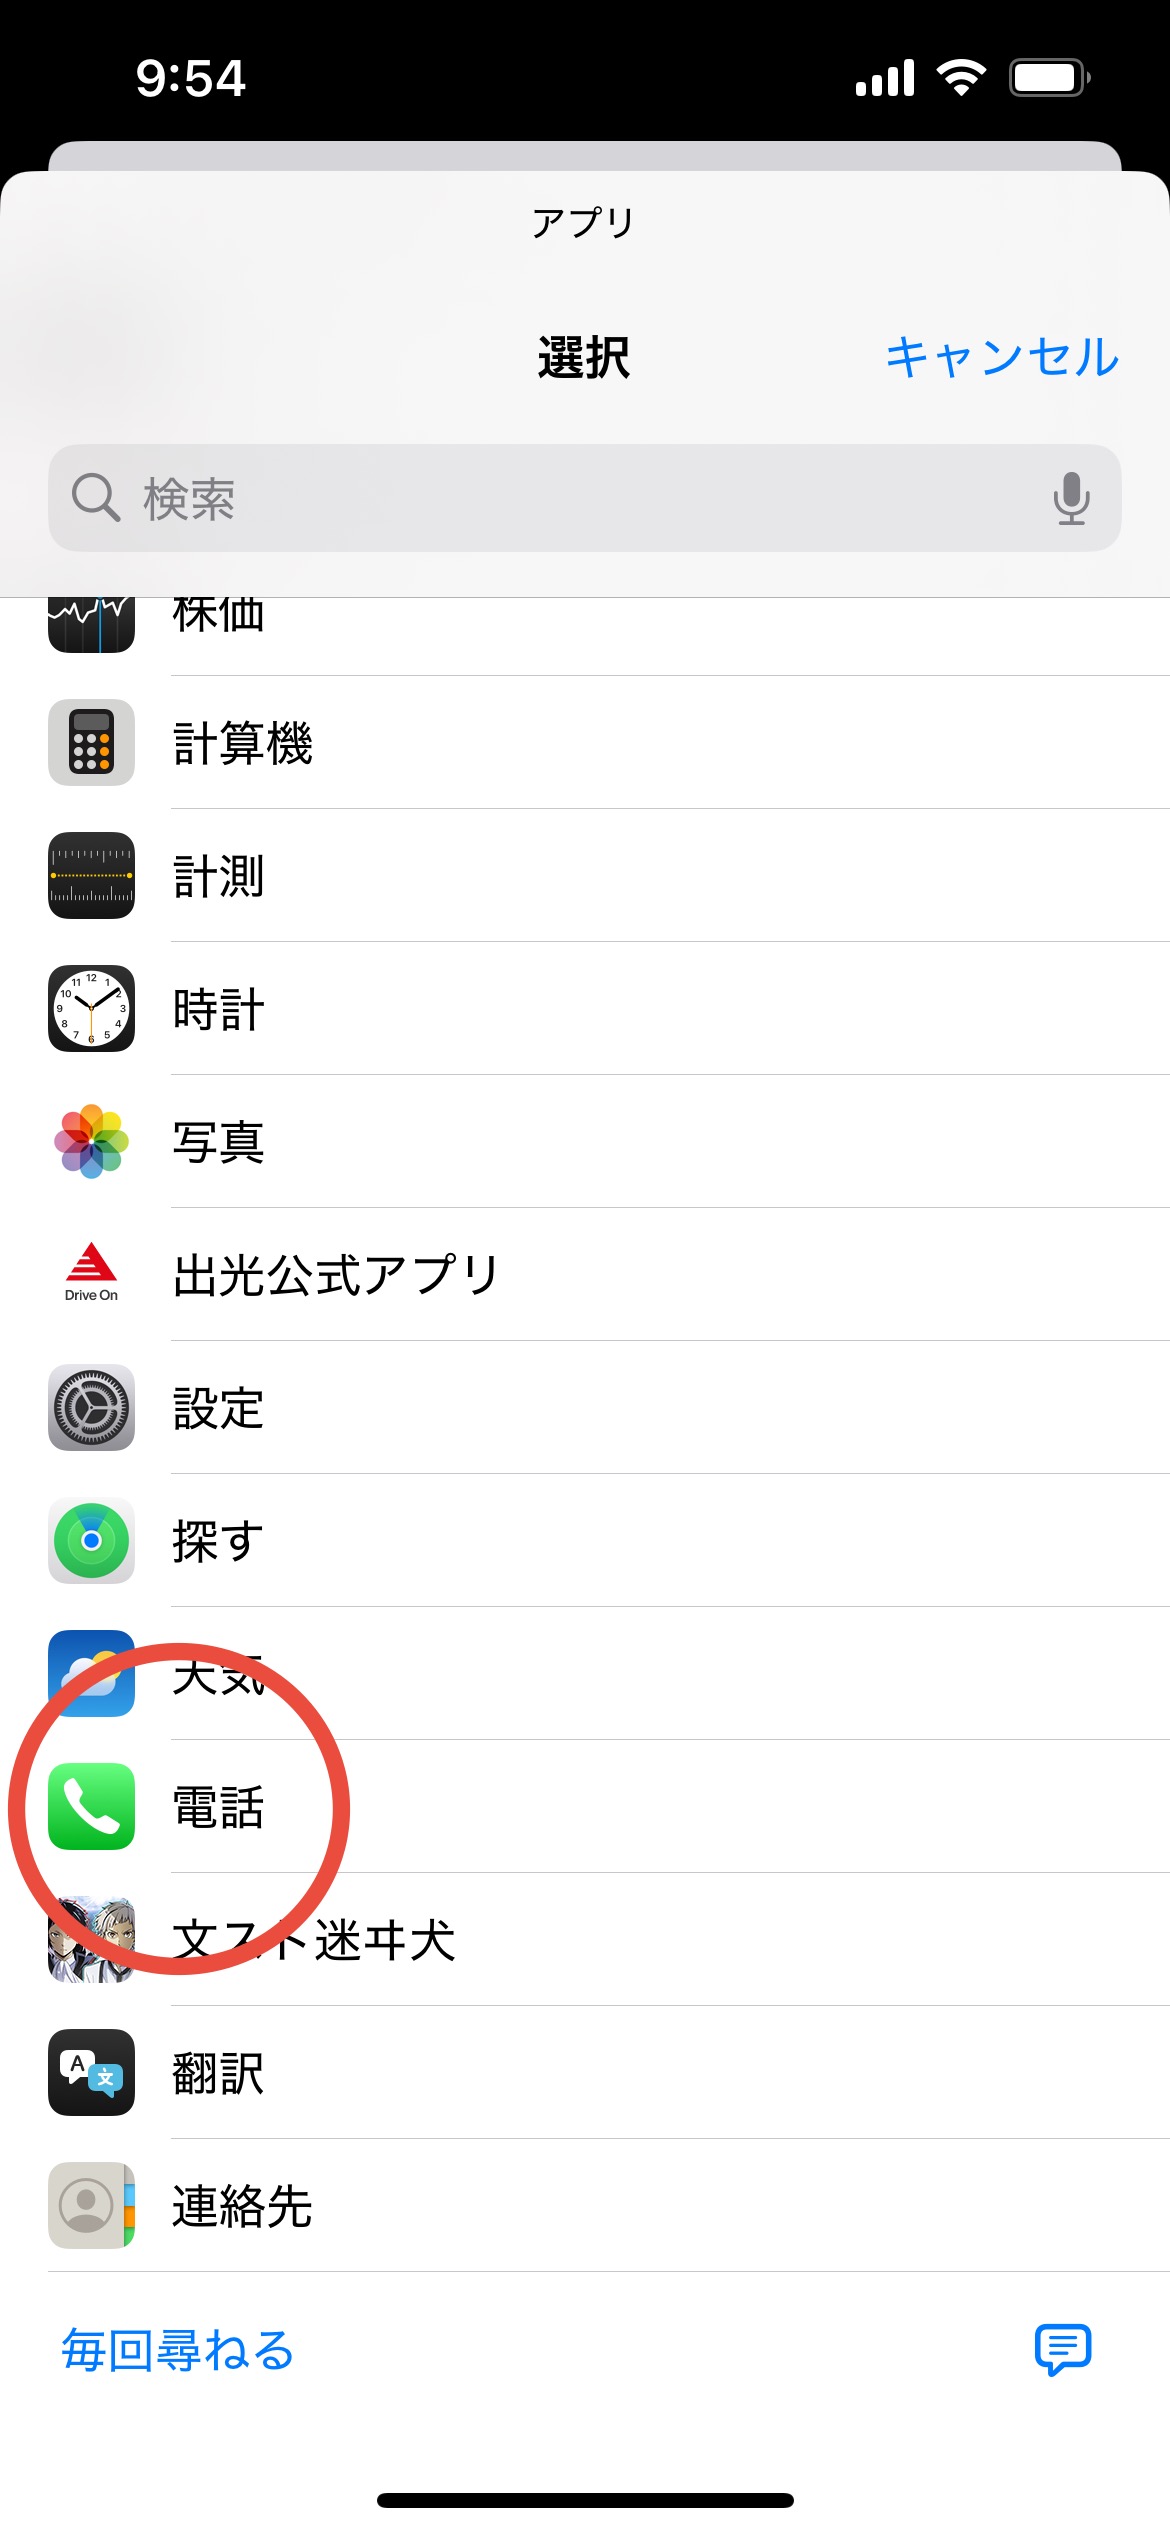 9:54
アプリ
選択
キャンセル
検索
株価
計算機
計測
時計
写真
Drive On
出光公式アプリ
設定
探す
天気
電話
文スト迷ヰ犬
翻訳
連絡先
毎回尋ねる